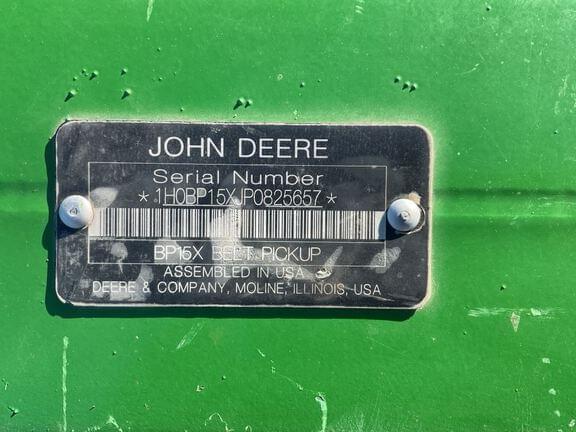 JOHN DEERE
Serial Number
*1H0BP15XJP0825657*
BP15X BELT PICKUP
ASSEMBLED IN USA
DEERE & COMPANY, MOLINE, ILLINOIS, USA